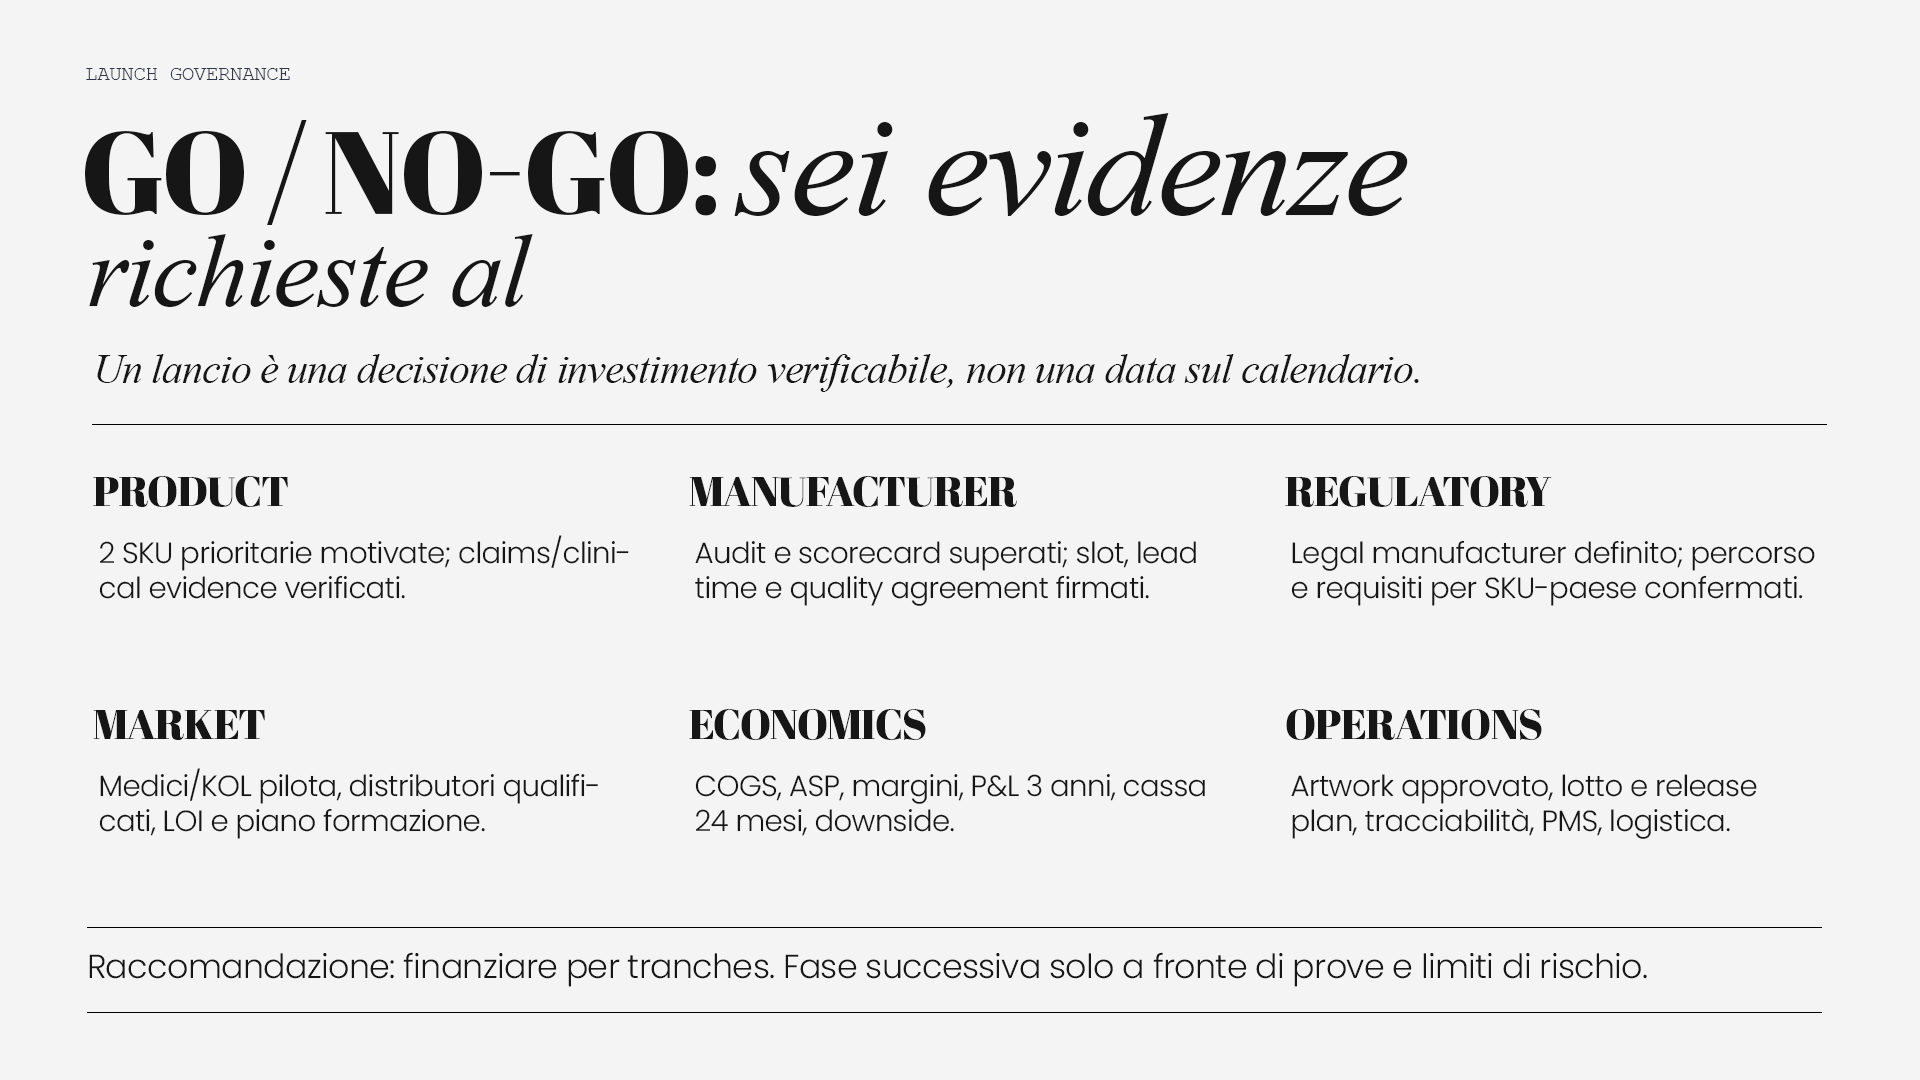 LAUNCH GOVERNANCE
GO / NO-GO: sei evidenze
richieste al
Un lancio è una decisione di investimento verificabile, non una data sul calendario.
PRODUCT
2 SKU prioritarie motivate; claims/clini-
cal evidence verificati.
MANUFACTURER
Audit e scorecard superati; slot, lead
time e quality agreement firmati.
REGULATORY
Legal manufacturer definito; percorso
e requisiti per SKU-paese confermati.
MARKET
Medici/KOL pilota, distributori qualifi-
cati, LOI e piano formazione.
ECONOMICS
COGS, ASP, margini, P&L 3 anni, cassa
24 mesi, downside.
OPERATIONS
Artwork approvato, lotto e release
plan, tracciabilità, PMS, logistica.
Raccomandazione: finanziare per tranches. Fase successiva solo a fronte di prove e limiti di rischio.